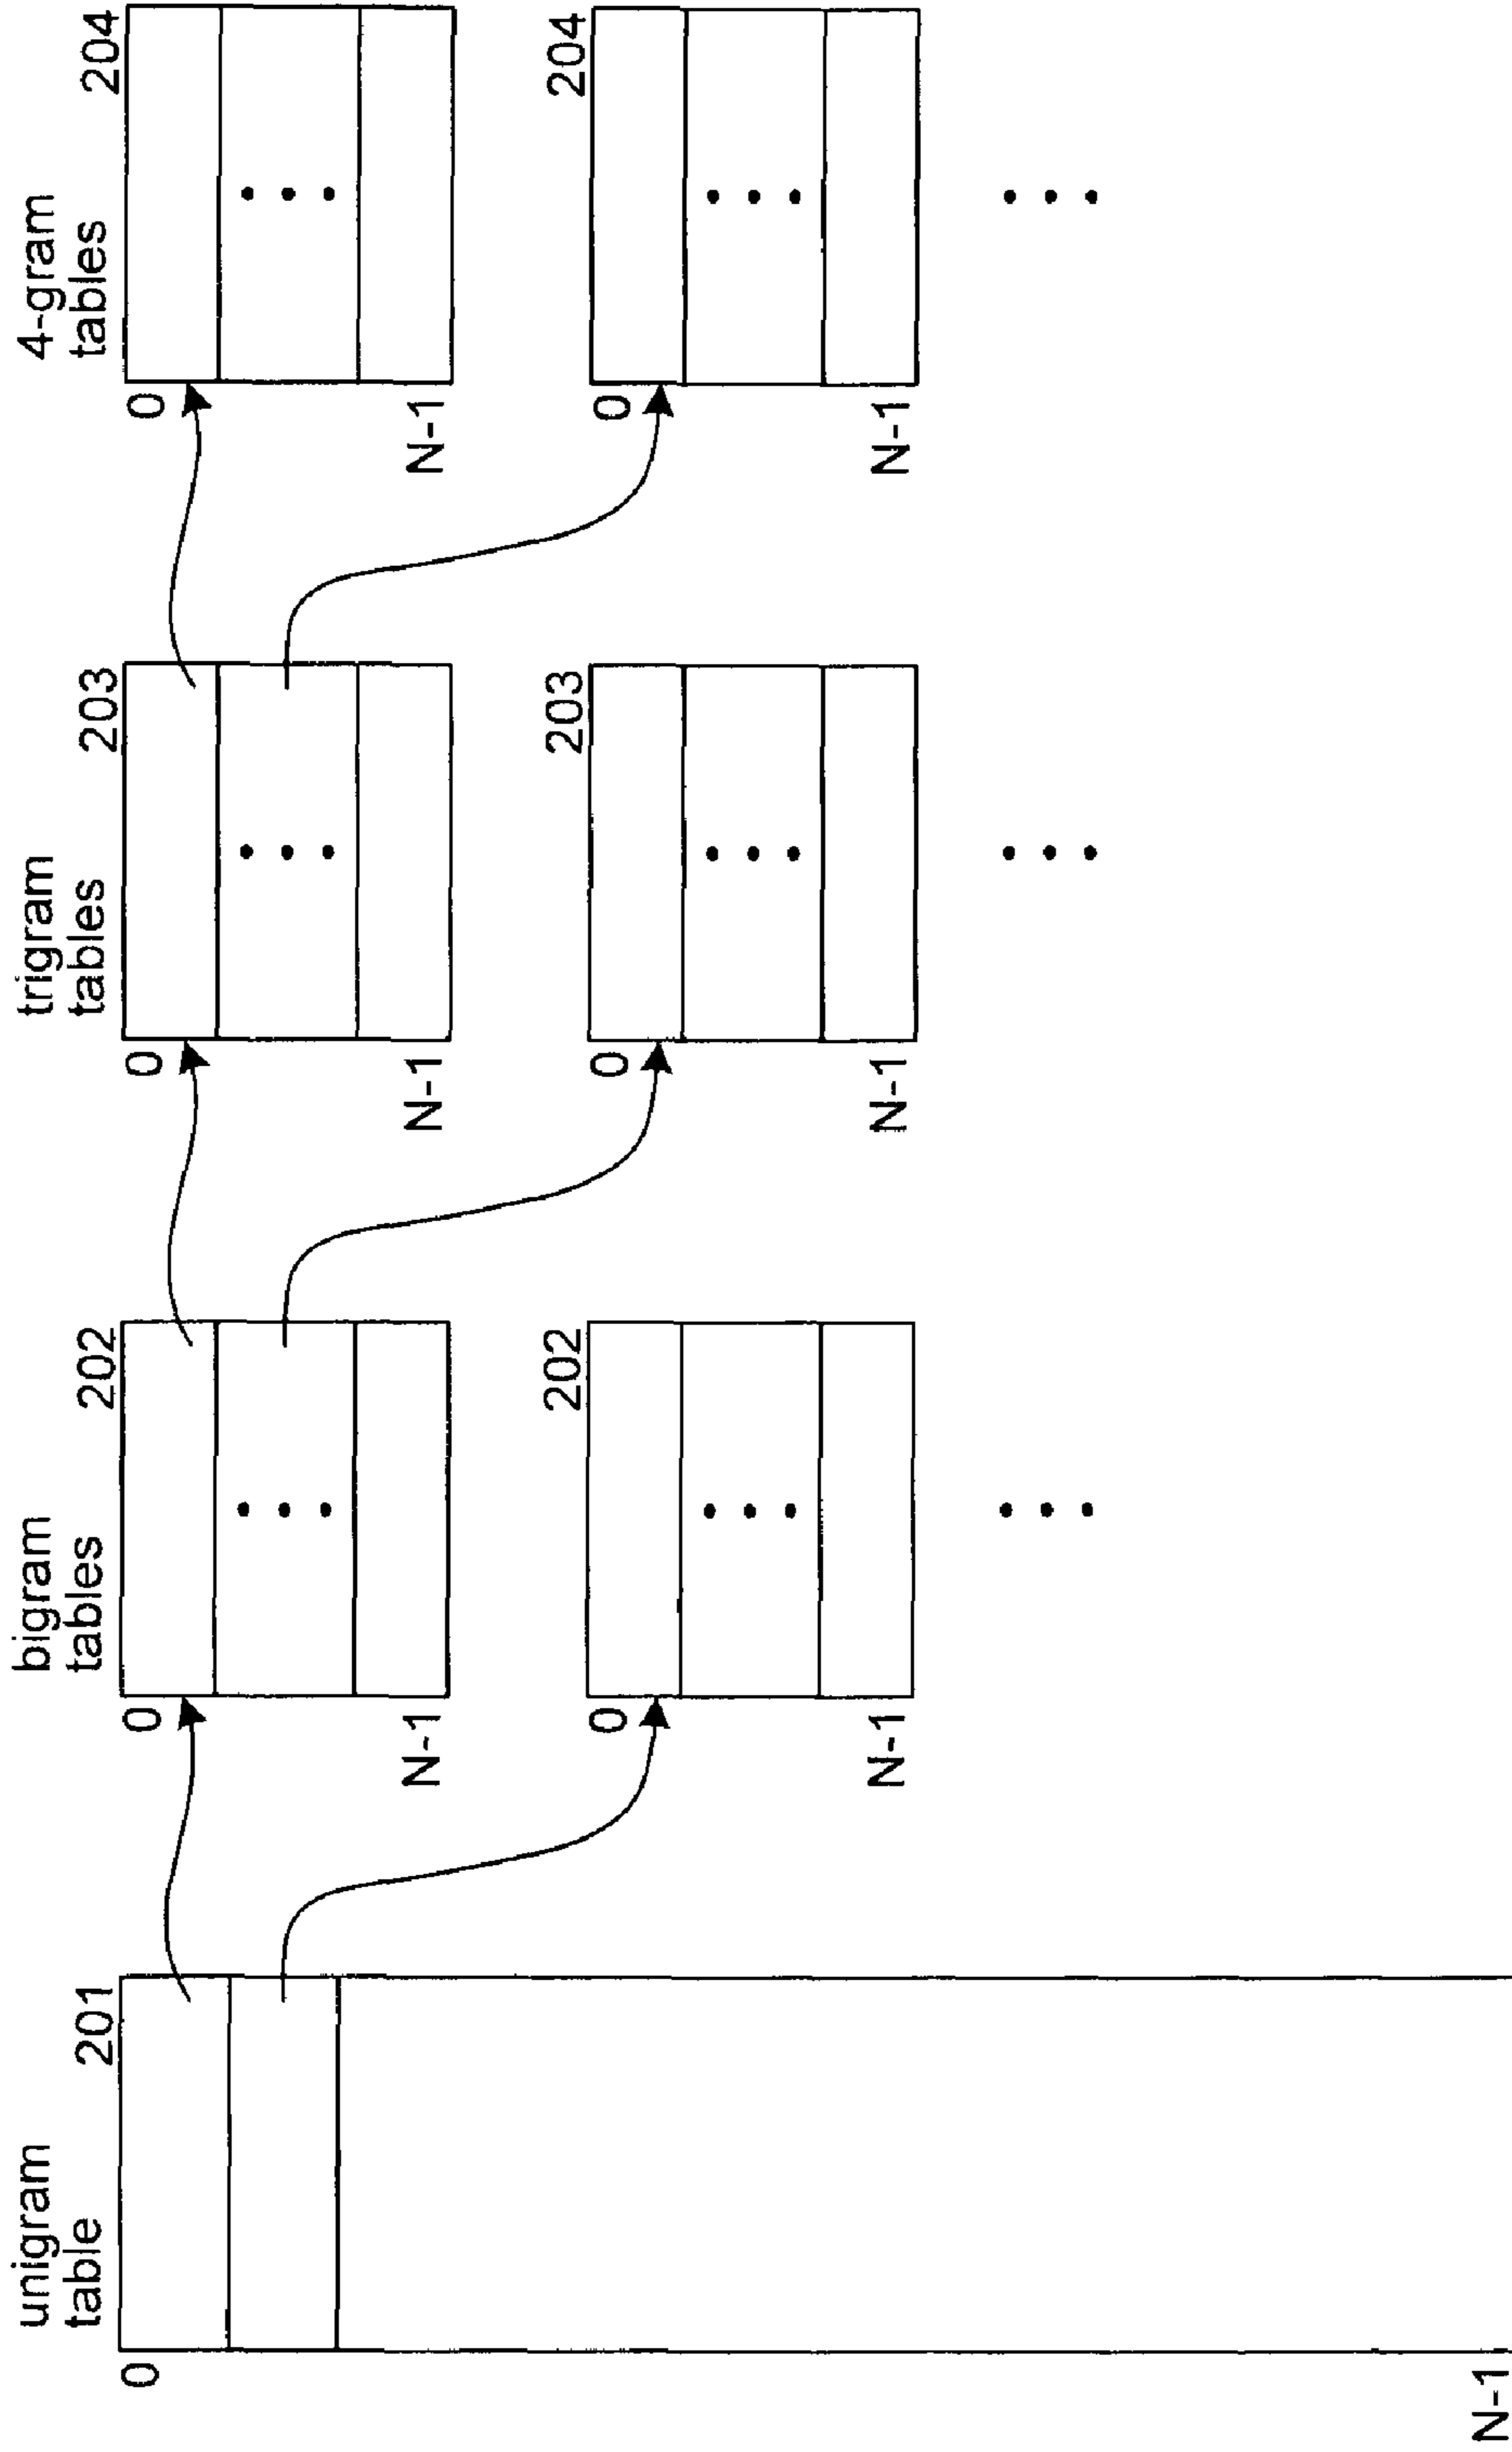 unigram
table
201
0
N-1
bigram
tables
202
0
N-1
202
0
N-1
trigram
tables
203
0
N-1
203
0
N-1
4-gram
tables
204
0
N-1
204
0
N-1